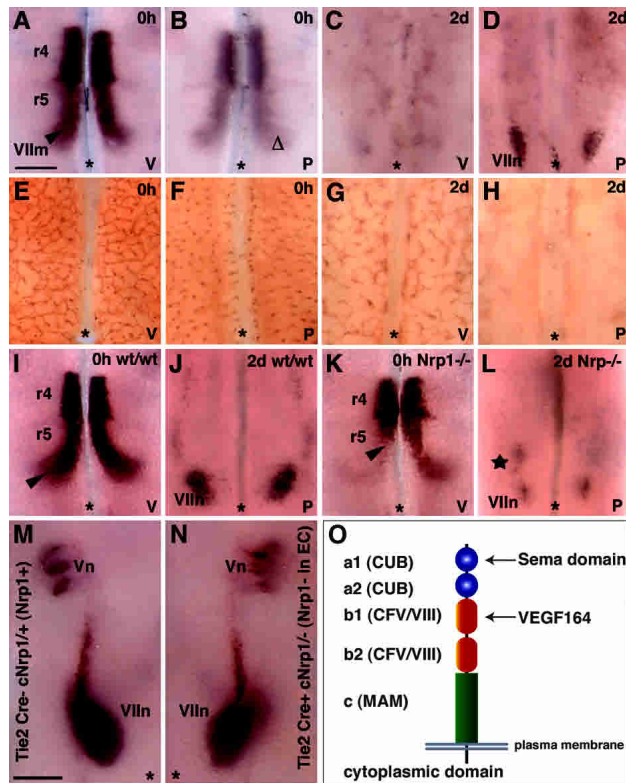 A 0h
r4
r5
VIIm
* V
B 0h
Δ
* P
C 2d
* V
D 2d
VIIn
* P
E 0h
* V
F 0h
* P
G 2d
* V
H 2d
* P
I 0h wt/wt
r4
r5
* V
J 2d wt/wt
VIIn
* P
K 0h Nrp1-/-
r4
r5
* V
L 2d Nrp-/-
VIIn
* P
M
Tie2 Cre- cNrp1/+ (Nrp1+)
Vn
VIIn
*
N
Vn
VIIn
*
Tie2 Cre+ cNrp1/- (Nrp1- in EC)
O
a1 (CUB) Sema domain
a2 (CUB)
b1 (CFV/VIII) VEGF164
b2 (CFV/VIII)
c (MAM)
plasma membrane
cytoplasmic domain